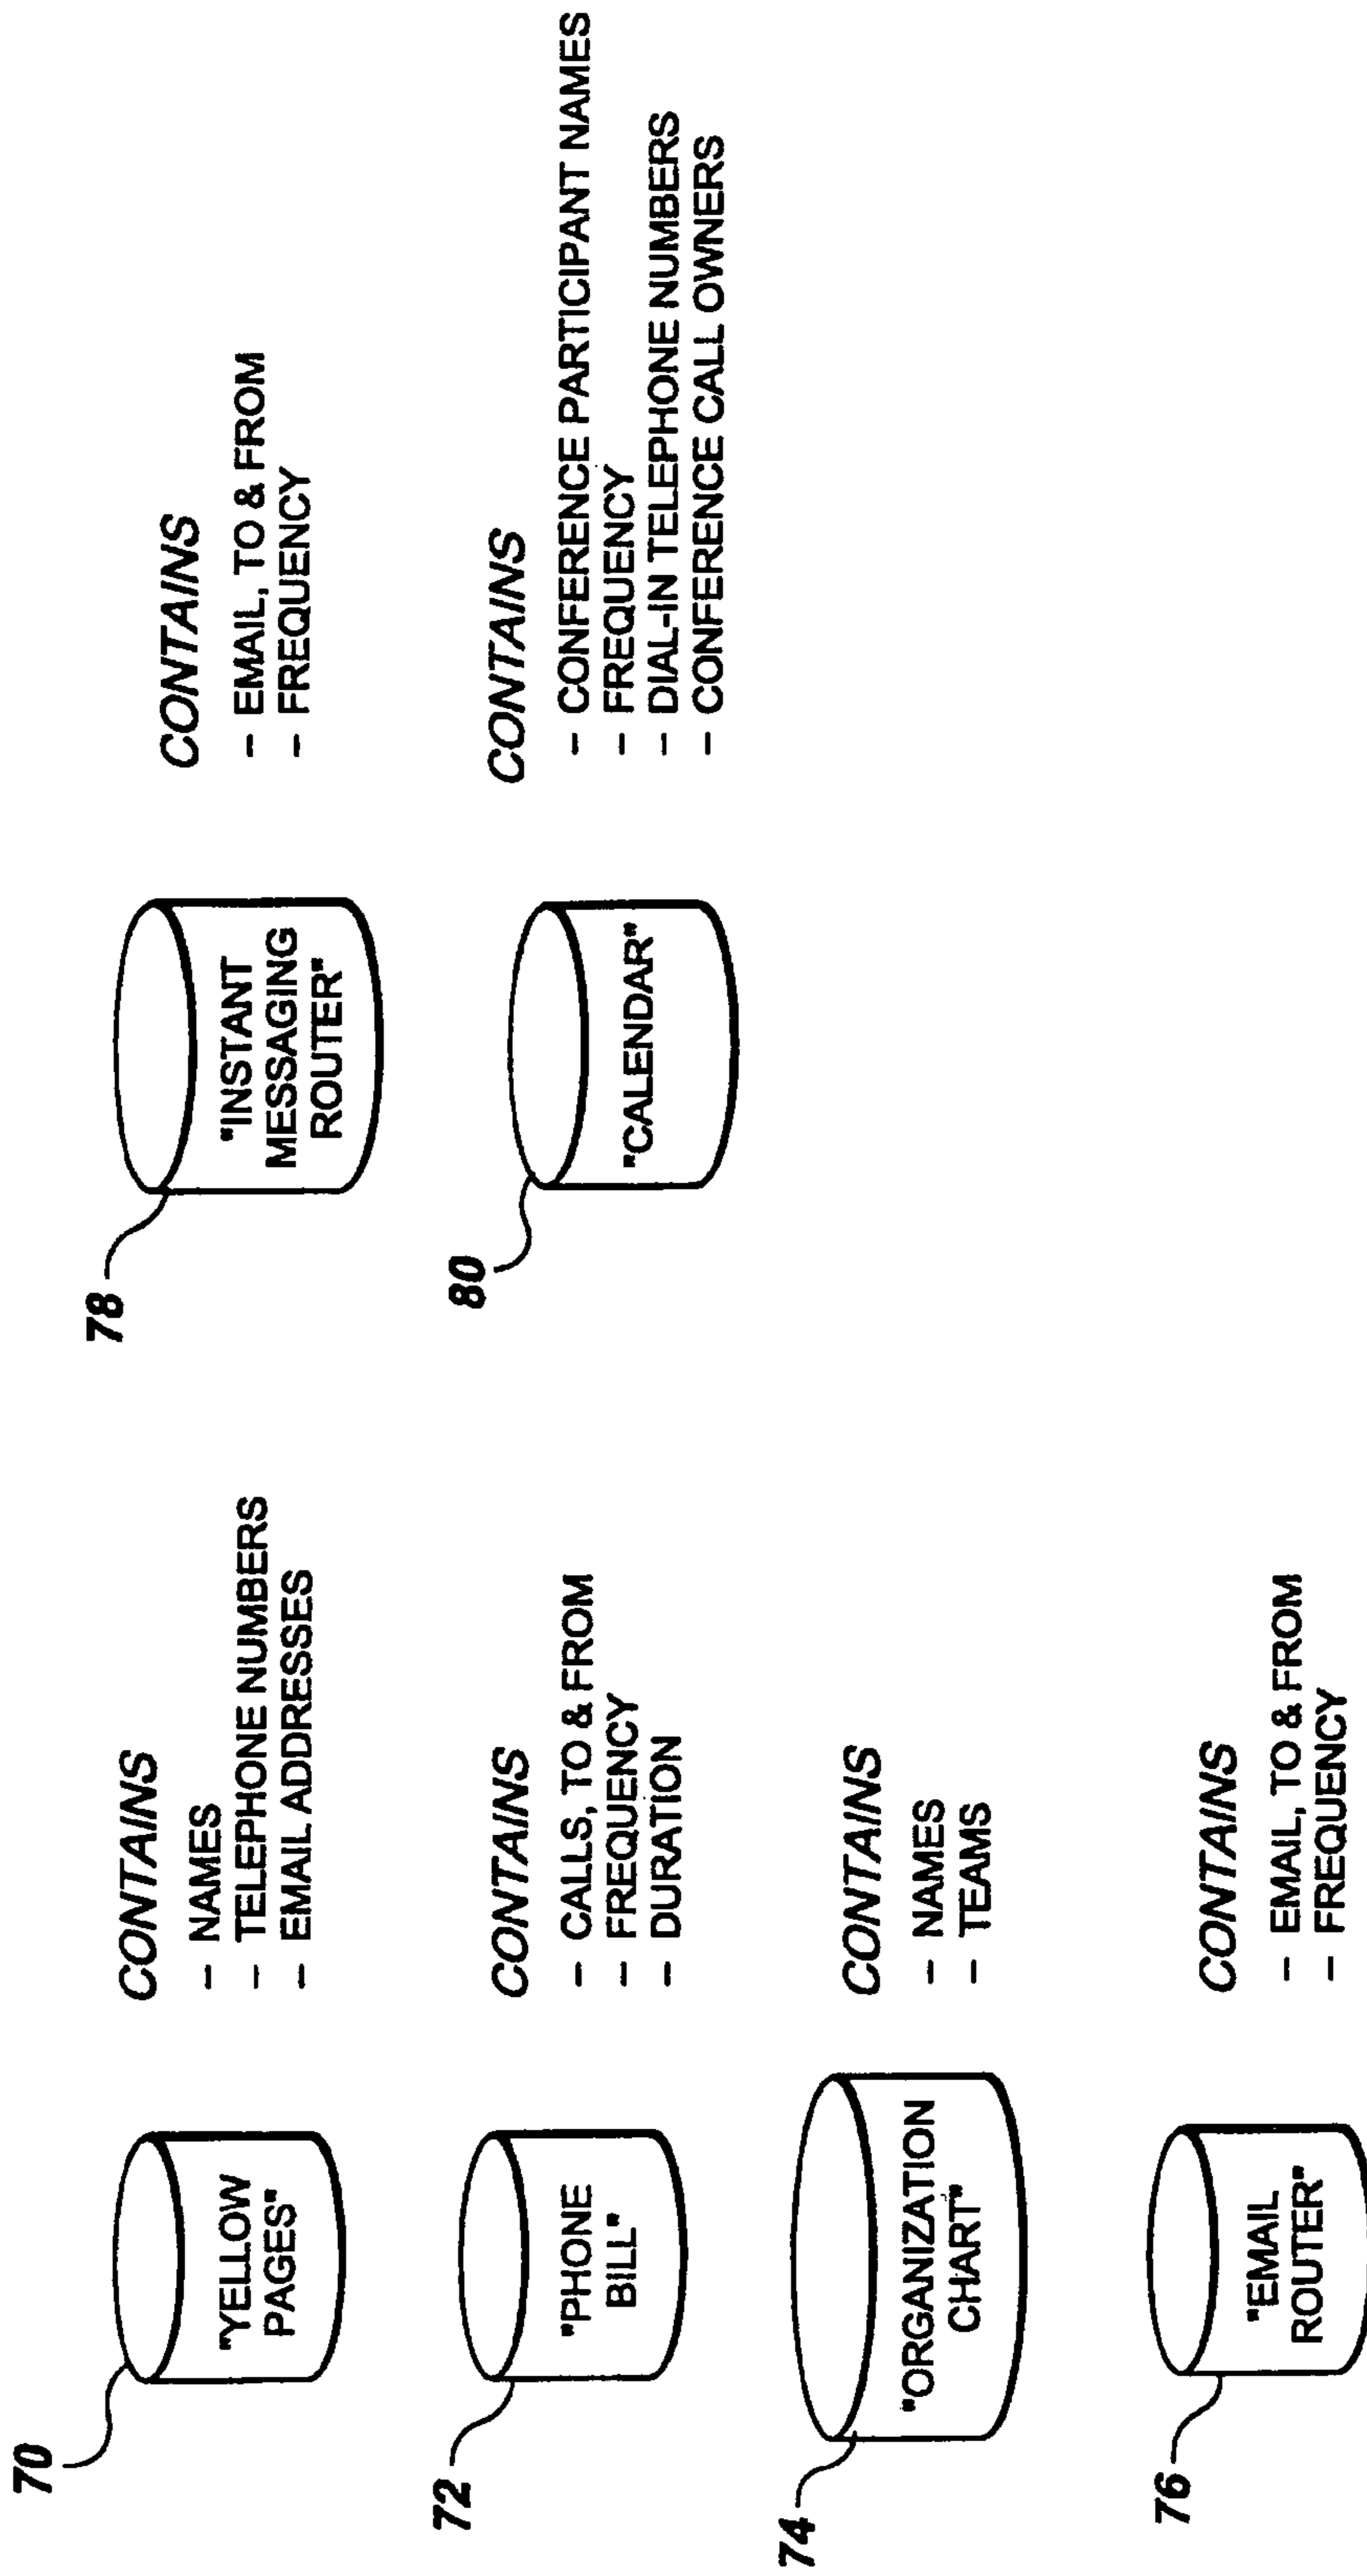 70
"YELLOW
PAGES"
CONTAINS
- NAMES
- TELEPHONE NUMBERS
- EMAIL ADDRESSES
72
"PHONE
BILL"
CONTAINS
- CALLS, TO & FROM
- FREQUENCY
- DURATION
74
"ORGANIZATION
CHART"
CONTAINS
- NAMES
- TEAMS
76
"EMAIL
ROUTER"
CONTAINS
- EMAIL, TO & FROM
- FREQUENCY
78
"INSTANT
MESSAGING
ROUTER"
CONTAINS
- EMAIL, TO & FROM
- FREQUENCY
80
"CALENDAR"
CONTAINS
- CONFERENCE PARTICIPANT NAMES
- FREQUENCY
- DIAL-IN TELEPHONE NUMBERS
- CONFERENCE CALL OWNERS